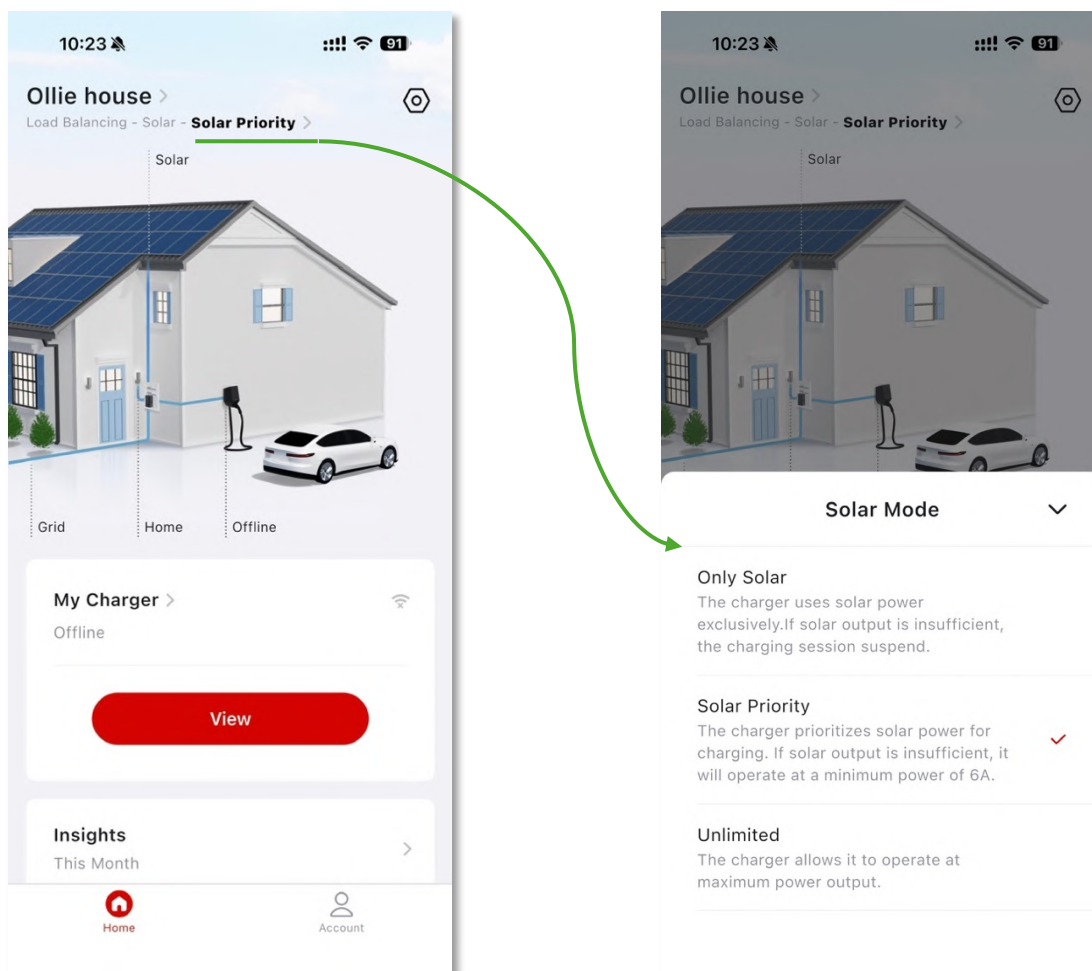 10:23
91
Ollie house
Load Balancing - Solar - Solar Priority
Solar
Grid
Home
Offline
My Charger
Offline
View
Insights
This Month
Home
Account
10:23
91
Ollie house
Load Balancing - Solar - Solar Priority
Solar
Solar Mode
Only Solar
The charger uses solar power
exclusively.If solar output is insufficient,
the charging session suspend.
Solar Priority
The charger prioritizes solar power for
charging. If solar output is insufficient, it
will operate at a minimum power of 6A.
Unlimited
The charger allows it to operate at
maximum power output.